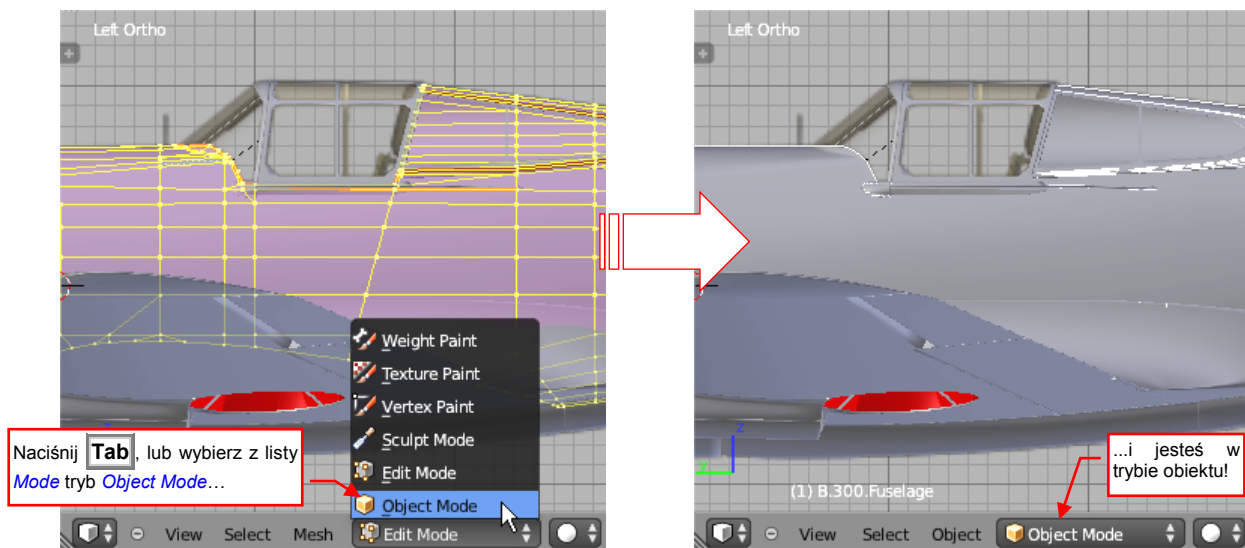 Left Ortho
Weight Paint
Texture Paint
Vertex Paint
Sculpt Mode
Edit Mode
Object Mode
Naciśnij Tab, lub wybierz z listy
Mode tryb Object Mode…
View Select Mesh Edit Mode
Left Ortho
z
Y
(1) B.300.Fuselage
...i jesteś w
trybie obiektu!
View Select Object Object Mode